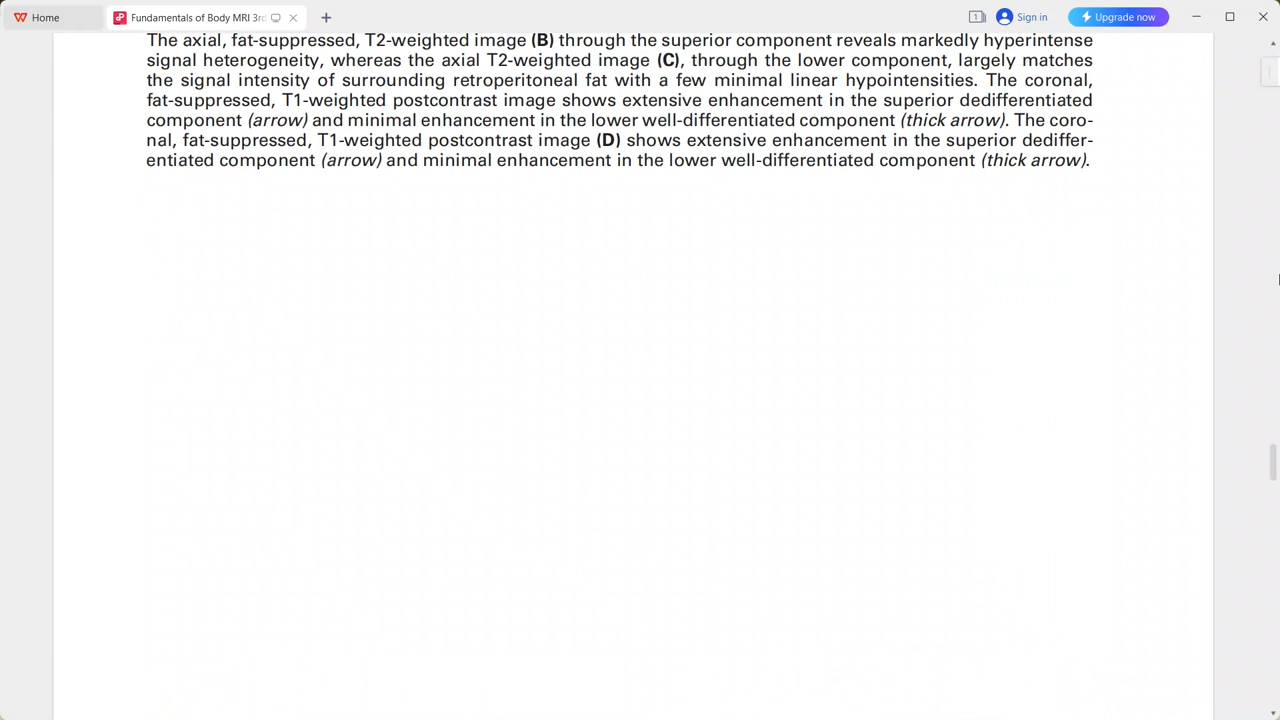 Home
Fundamentals of Body MRI 3rd
1
Sign in
Upgrade now
The axial, fat-suppressed, T2-weighted image (B) through the superior component reveals markedly hyperintense
signal heterogeneity, whereas the axial T2-weighted image (C), through the lower component, largely matches
the signal intensity of surrounding retroperitoneal fat with a few minimal linear hypointensities. The coronal,
fat-suppressed, T1-weighted postcontrast image shows extensive enhancement in the superior dedifferentiated
component (arrow) and minimal enhancement in the lower well-differentiated component (thick arrow). The coro-
nal, fat-suppressed, T1-weighted postcontrast image (D) shows extensive enhancement in the superior dediffer-
entiated component (arrow) and minimal enhancement in the lower well-differentiated component (thick arrow).